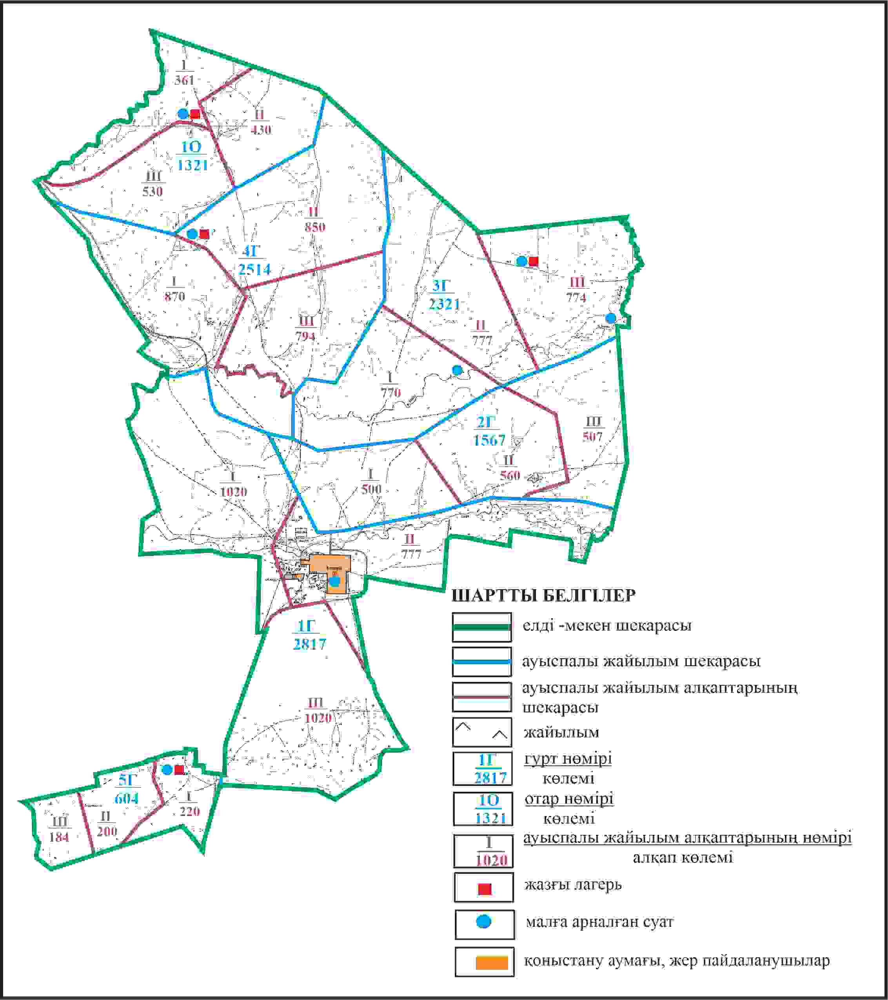 I
361
II
430
1О
1321
III
530
II
850
4Г
2514
I
870
3Г
2321
III
774
III
794
II
777
I
770
2Г
1567
III
507
II
560
I
1020
I
500
II
777
1Г
2817
III
1020
5Г
604
I
220
II
200
III
184
ШАРТТЫ БЕЛГІЛЕР
елді -мекен шекарасы
ауыспалы жайылым шекарасы
ауыспалы жайылым алқаптарының
шекарасы
жайылым
1Г
2817
гурт нөмірі
көлемі
1О
1321
отар нөмірі
көлемі
I
1020
ауыспалы жайылым алқаптарының нөмірі
алқап көлемі
жазғы лагерь
малға арналған суат
қоныстану аумағы, жер пайдаланушылар